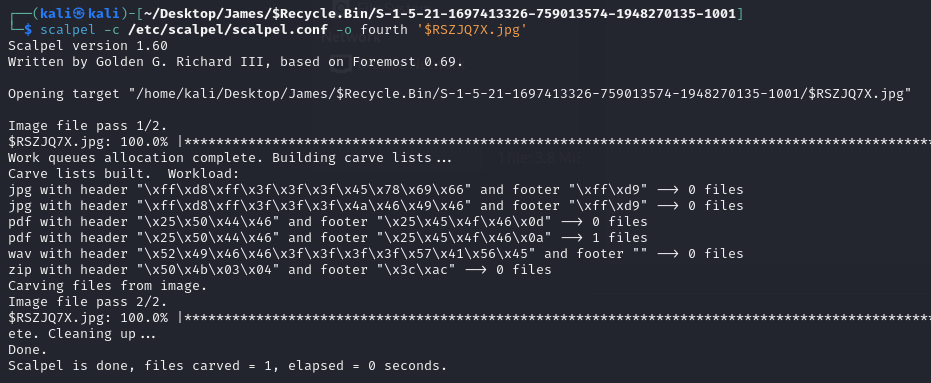 ┌──(kali㉿kali)-[~/Desktop/James/$Recycle.Bin/S-1-5-21-1697413326-759013574-1948270135-1001]
└─$ scalpel -c /etc/scalpel/scalpel.conf -o fourth '$RSZJQ7X.jpg'
Scalpel version 1.60
Written by Golden G. Richard III, based on Foremost 0.69.
Opening target "/home/kali/Desktop/James/$Recycle.Bin/S-1-5-21-1697413326-759013574-1948270135-1001/$RSZJQ7X.jpg"
Image file pass 1/2.
$RSZJQ7X.jpg: 100.0% |*********************************************************************************************
Work queues allocation complete. Building carve lists...
Carve lists built.  Workload:
jpg with header "\xff\xd8\xff\x3f\x3f\x3f\x45\x78\x69\x66" and footer "\xff\xd9" --> 0 files
jpg with header "\xff\xd8\xff\x3f\x3f\x3f\x4a\x46\x49\x46" and footer "\xff\xd9" --> 0 files
pdf with header "\x25\x50\x44\x46" and footer "\x25\x45\x4f\x46\x0d" --> 0 files
pdf with header "\x25\x50\x44\x46" and footer "\x25\x45\x4f\x46\x0a" --> 1 files
wav with header "\x52\x49\x46\x46\x3f\x3f\x3f\x3f\x57\x41\x56\x45" and footer "" --> 0 files
zip with header "\x50\x4b\x03\x04" and footer "\x3c\xac" --> 0 files
Carving files from image.
Image file pass 2/2.
$RSZJQ7X.jpg: 100.0% |*********************************************************************************************
ete. Cleaning up...
Done.
Scalpel is done, files carved = 1, elapsed = 0 seconds.